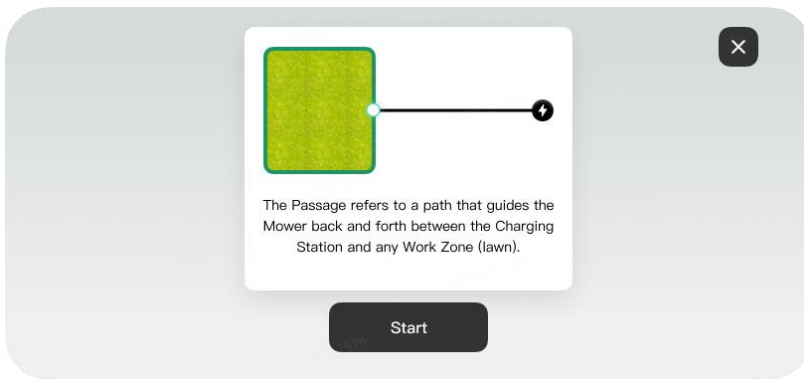 The Passage refers to a path that guides the
Mower back and forth between the Charging
Station and any Work Zone (lawn).
Start